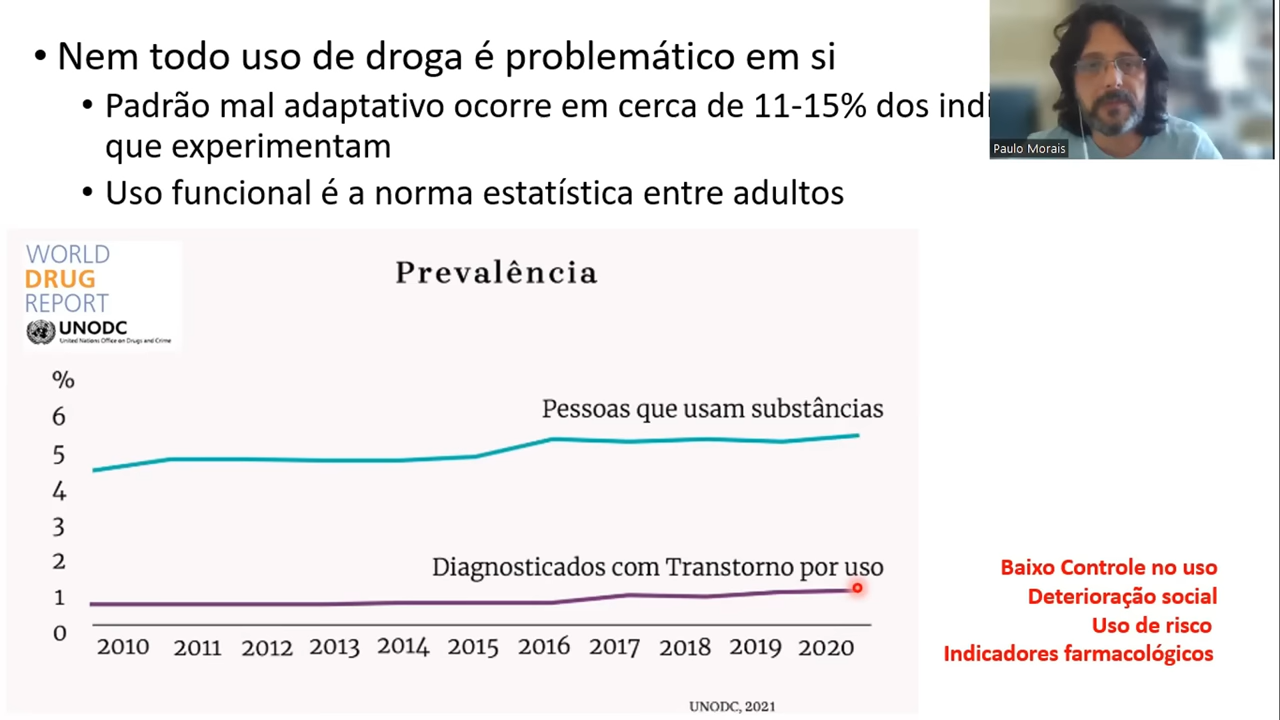 • Nem todo uso de droga é problemático em si
• Padrão mal adaptativo ocorre em cerca de 11-15% dos
que experimentam
• Uso funcional é a norma estatística entre adultos
Paulo Morais
WORLD
DRUG
REPORT
UNODC
United Nations Office on Drugs and Crime
Prevalência
%
6
5
4
3
2
1
0
Pessoas que usam substâncias
Diagnosticados com Transtorno por uso
2010 2011 2012 2013 2014 2015 2016 2017 2018 2019 2020
UNODC, 2021
Baixo Controle no uso
Deterioração social
Uso de risco
Indicadores farmacológicos